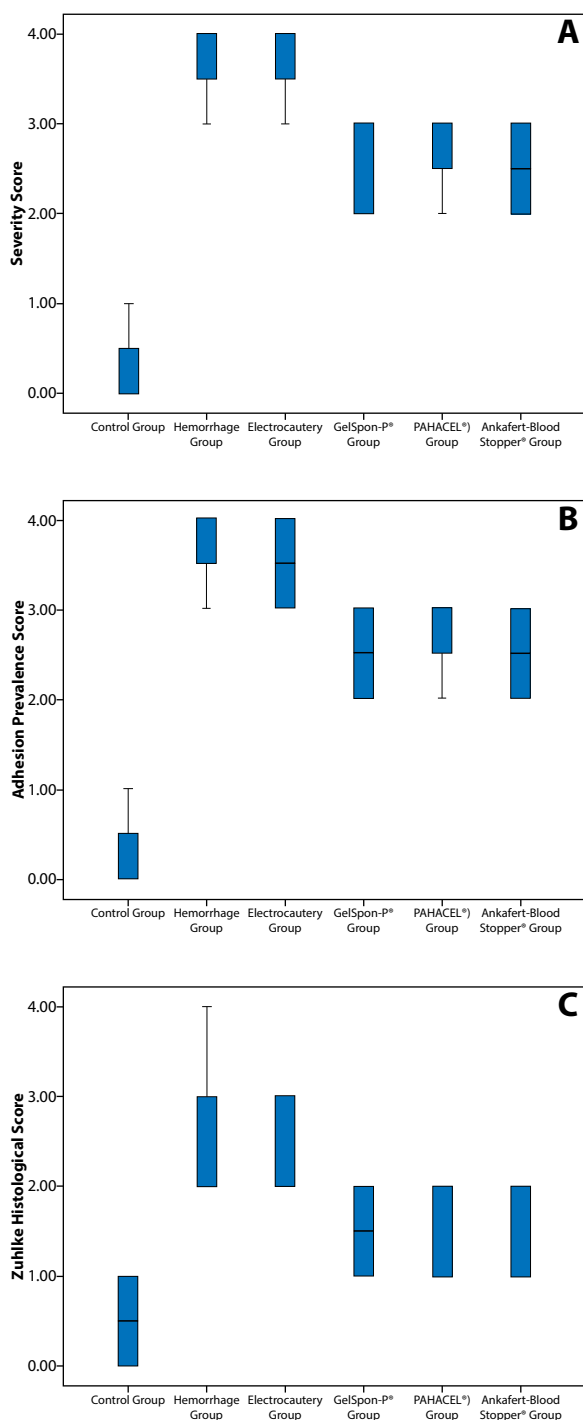 A
Severity Score
4.00
3.00
2.00
1.00
0.00
Control Group
Hemorrhage
Group
Electrocautery
Group
GelSpon-P®
Group
PAHACEL®)
Group
Ankafert-Blood
Stopper® Group
B
Adhesion Prevalence Score
4.00
3.00
2.00
1.00
0.00
Control Group
Hemorrhage
Group
Electrocautery
Group
GelSpon-P®
Group
PAHACEL®)
Group
Ankafert-Blood
Stopper® Group
C
Zuhlke Histological Score
4.00
3.00
2.00
1.00
0.00
Control Group
Hemorrhage
Group
Electrocautery
Group
GelSpon-P®
Group
PAHACEL®)
Group
Ankafert-Blood
Stopper® Group